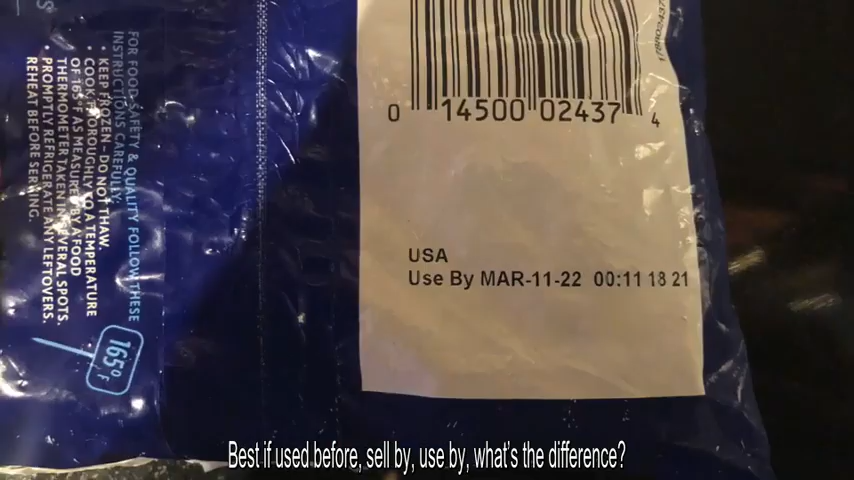 FOR FOOD SAFETY & QUALITY FOLLOW THESE
INSTRUCTIONS CAREFULLY:
• KEEP FROZEN - DO NOT THAW.
• COOK THOROUGHLY TO A TEMPERATURE
OF 165°F AS MEASURED BY A FOOD
THERMOMETER TAKEN IN SEVERAL SPOTS.
• PROMPTLY REFRIGERATE ANY LEFTOVERS.
REHEAT BEFORE SERVING.
165°F
0 14500 02437 4
USA
Use By MAR-11-22 00:11 18 21
Best if used before, sell by, use by, what's the difference?